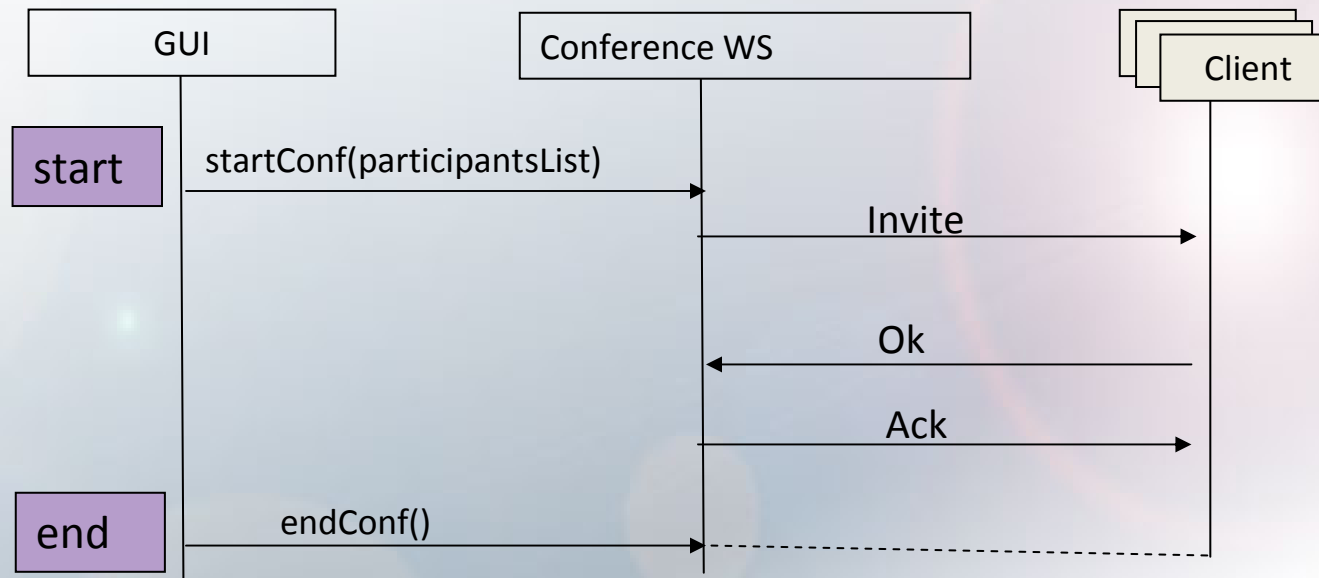 GUI
Conference WS
Client
start
startConf(participantsList)
Invite
Ok
Ack
end
endConf()